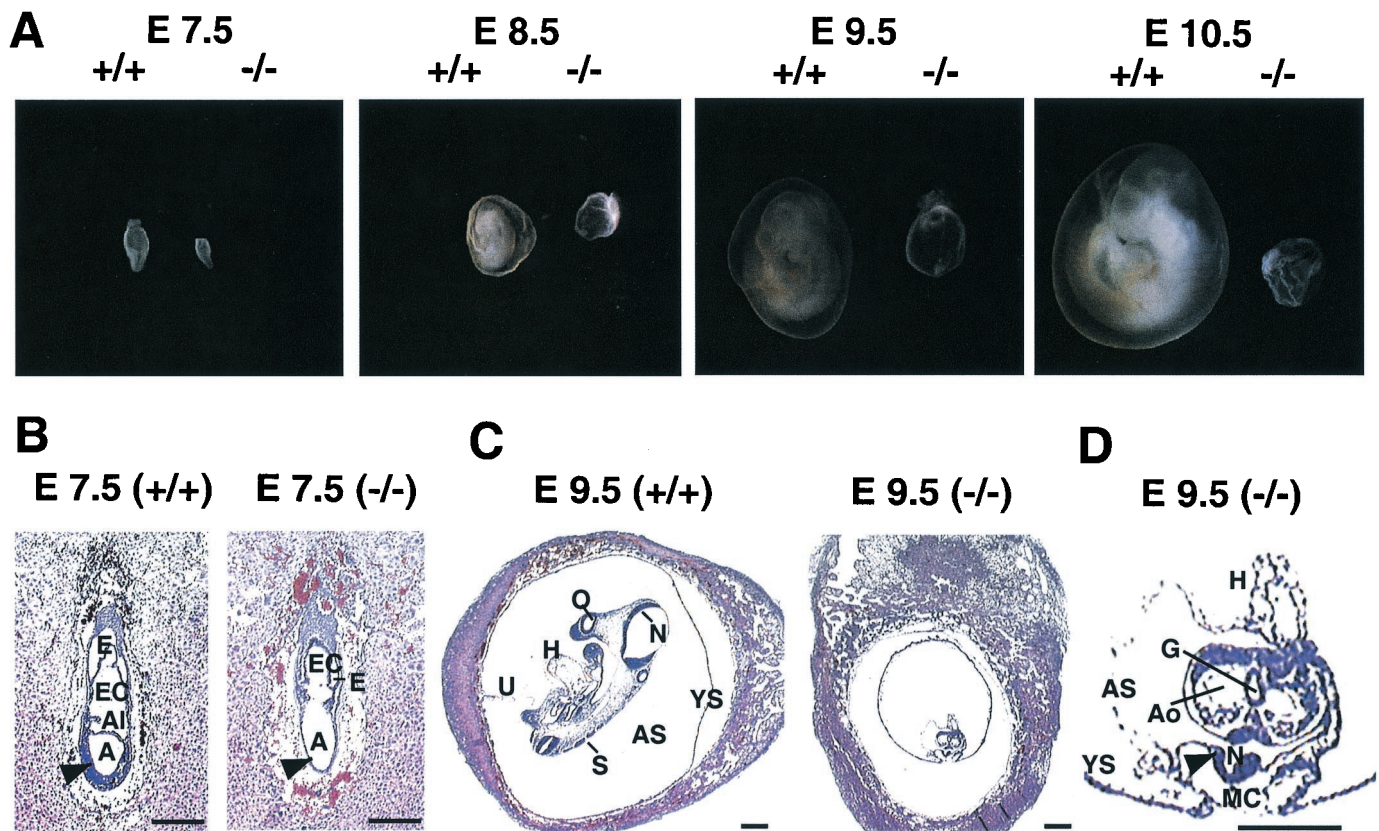 A
E 7.5 E 8.5 E 9.5 E 10.5
+/+ -/- +/+ -/- +/+ -/- +/+ -/-
B C D
E 7.5 (+/+) E 7.5 (-/-) E 9.5 (+/+) E 9.5 (-/-) E 9.5 (-/-)
E
EC
Al
A
EC
E
A
O
N
H
U
YS
AS
S
H
G
AS
Ao
YS
N
MC